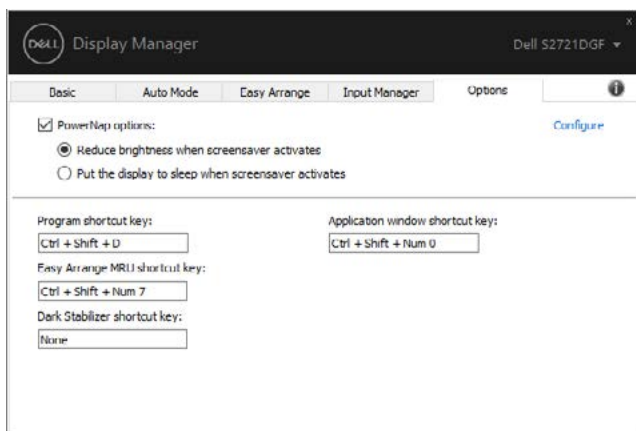 x
DELL Display Manager Dell S2721DGF
Basic Auto Mode Easy Arrange Input Manager Options
PowerNap options: Configure
Reduce brightness when screensaver activates
Put the display to sleep when screensaver activates
Program shortcut key: Application window shortcut key:
Ctrl + Shift + D Ctrl + Shift + Num 0
Easy Arrange MRU shortcut key:
Ctrl + Shift + Num 7
Dark Stabilizer shortcut key:
None